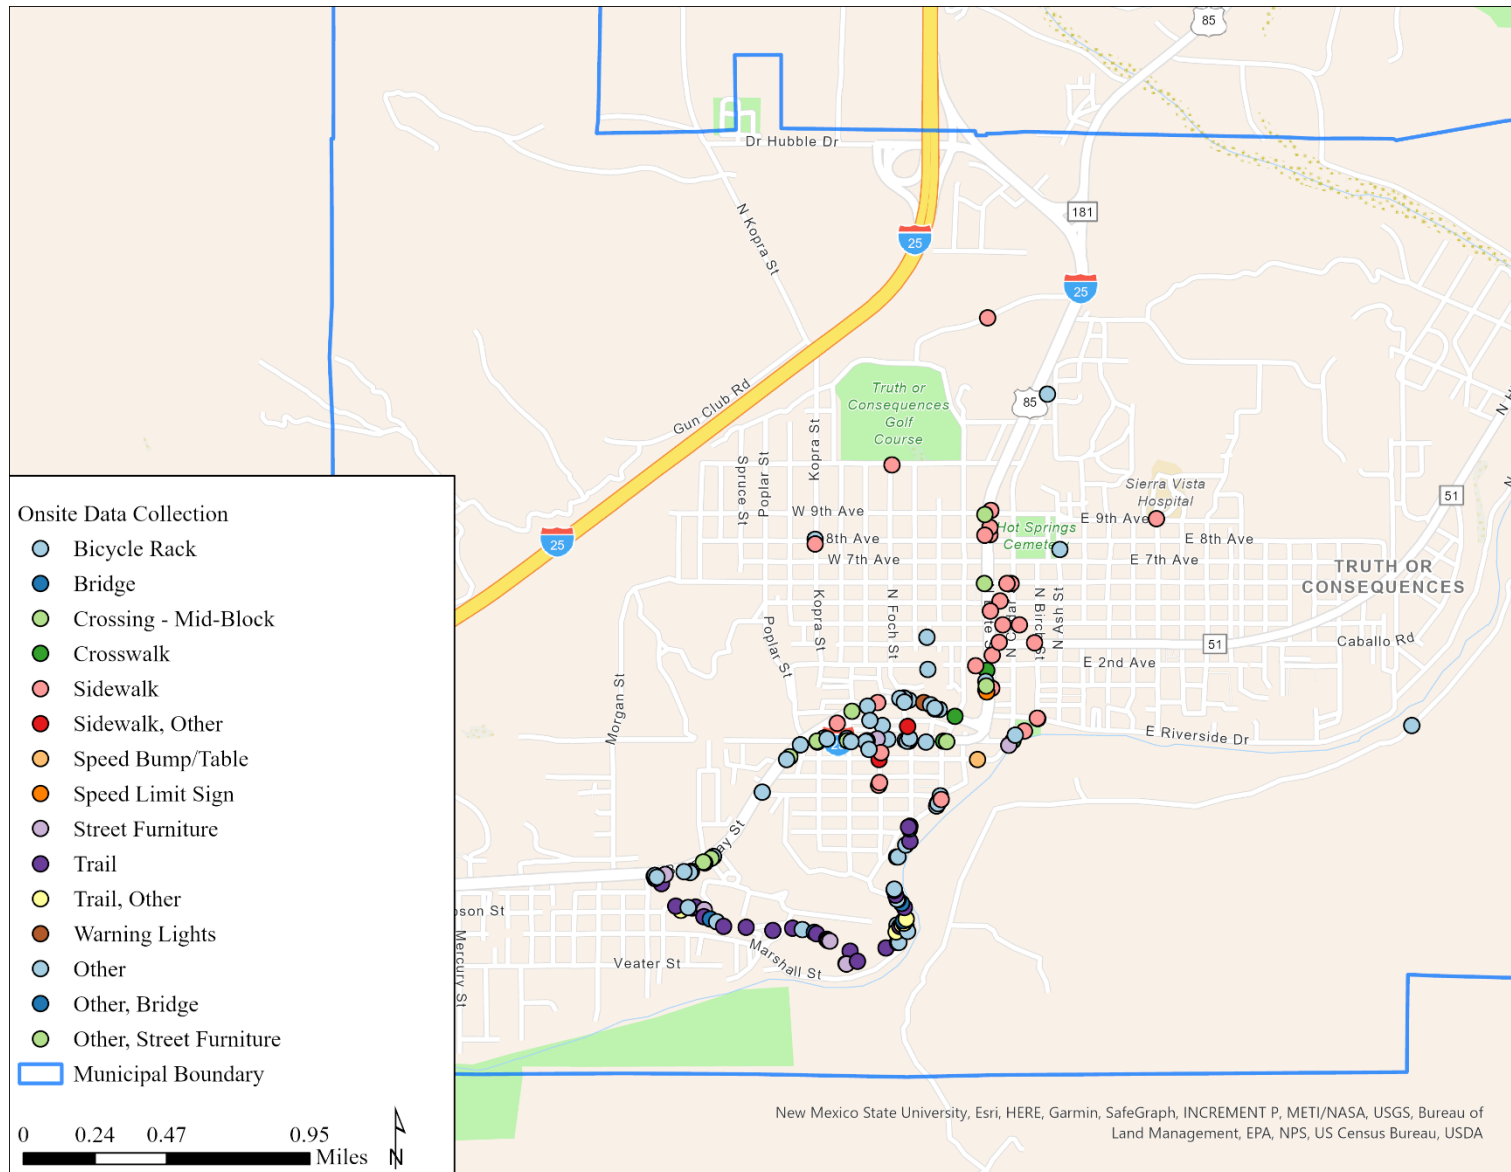 85
Dr Hubble Dr
181
N Kopra St
25
25
Gun Club Rd
Truth or
Consequences
Golf
Course
85
Kopra St
Spruce St
Poplar St
Sierra Vista
Hospital
51
W 9th Ave
Hot Springs
Cemetery
E 9th Ave
8th Ave
E 8th Ave
25
W 7th Ave
E 7th Ave
TRUTH OR
CONSEQUENCES
Kopra St
N Foch St
N Birch St
N Ash St
Poplar St
51
Caballo Rd
E 2nd Ave
Morgan St
E Riverside Dr
Mercury St
Veater St
Marshall St
Onsite Data Collection
Bicycle Rack
Bridge
Crossing - Mid-Block
Crosswalk
Sidewalk
Sidewalk, Other
Speed Bump/Table
Speed Limit Sign
Street Furniture
Trail
Trail, Other
Warning Lights
Other
Other, Bridge
Other, Street Furniture
Municipal Boundary
0 0.24 0.47 0.95
Miles
N
New Mexico State University, Esri, HERE, Garmin, SafeGraph, INCREMENT P, METI/NASA, USGS, Bureau of
Land Management, EPA, NPS, US Census Bureau, USDA